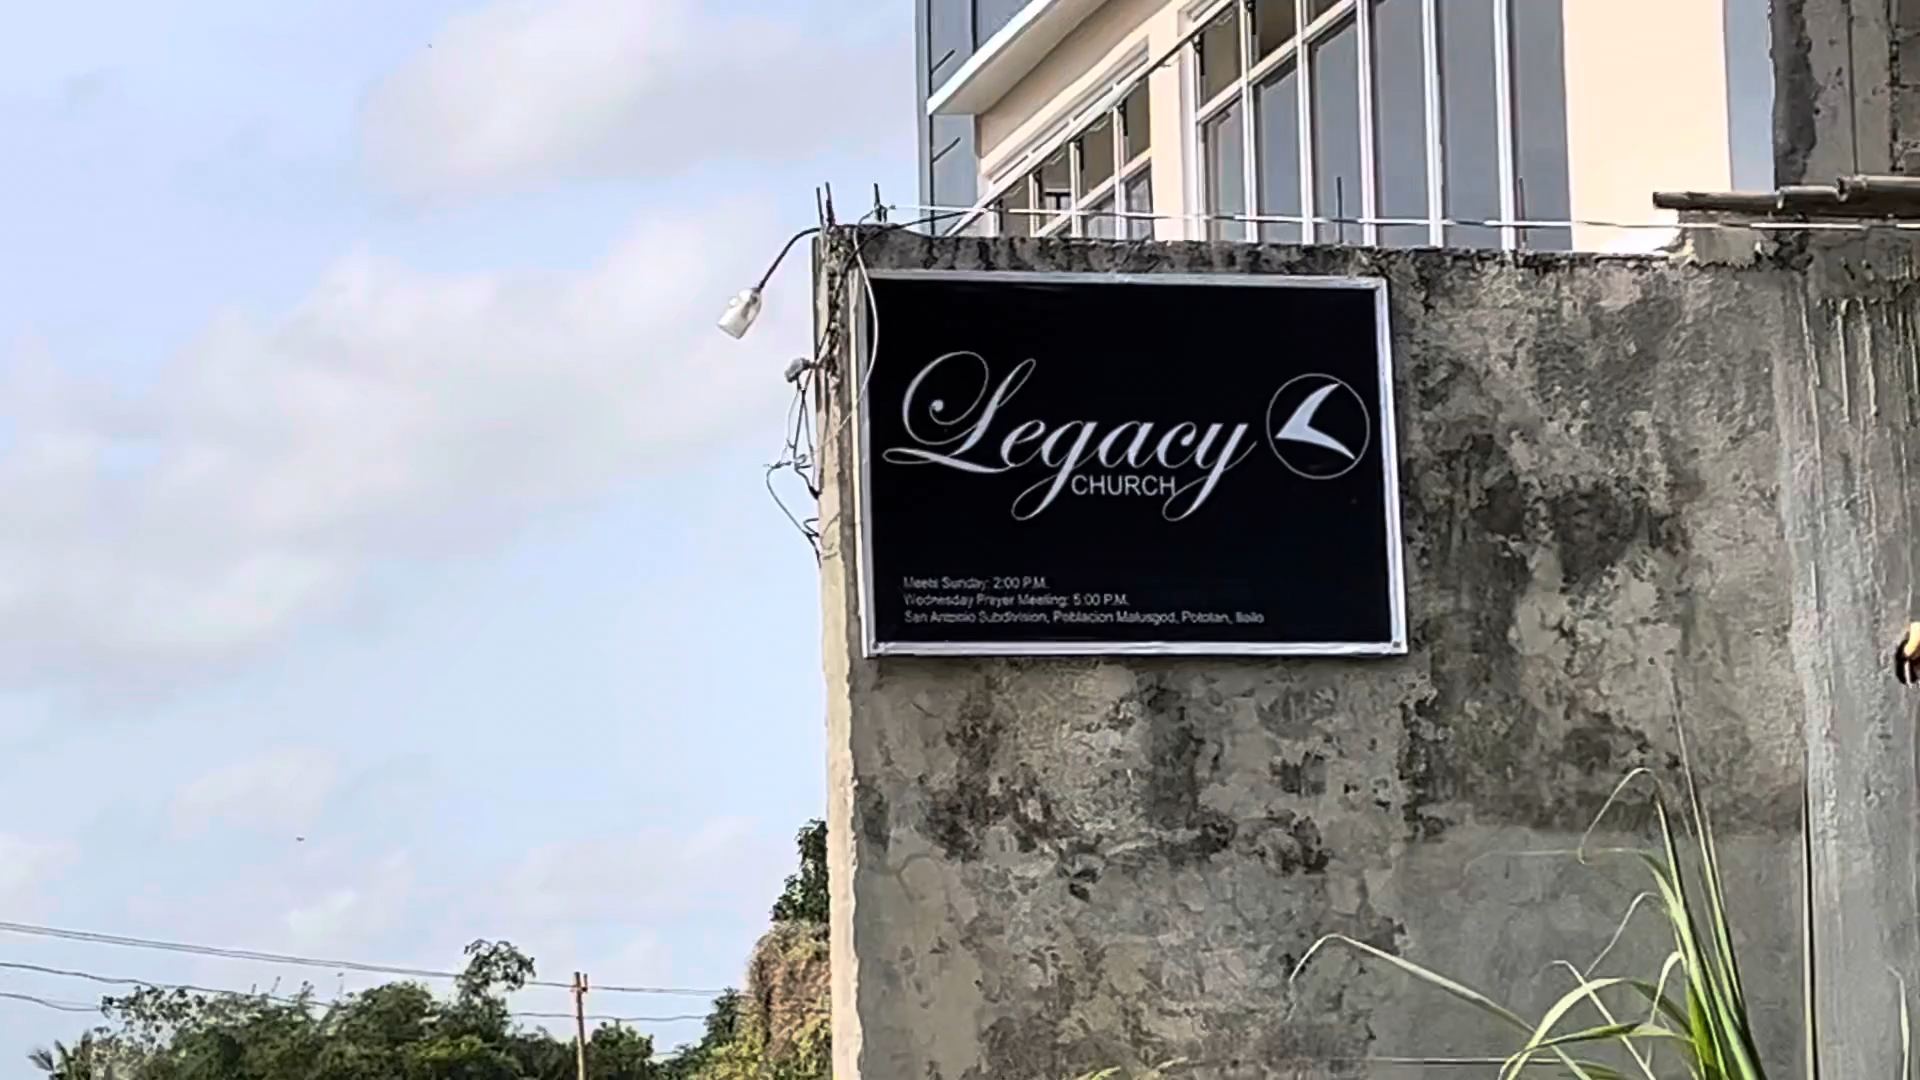 Legacy
CHURCH
Meets Sunday: 2:00 P.M.
Wednesday Prayer Meeting: 5:00 P.M.
San Antonio Subdivision, Poblacion Malusgod, Pototan, Iloilo